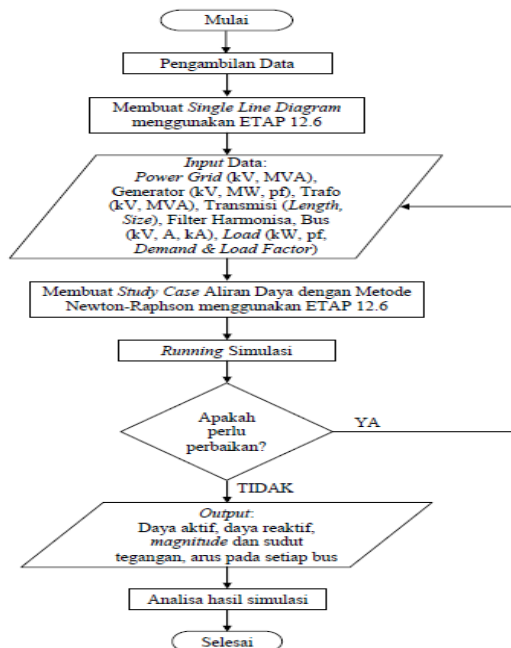 Mulai
Pengambilan Data
Membuat Single Line Diagram
menggunakan ETAP 12.6
Input Data:
Power Grid (kV, MVA),
Generator (kV, MW, pf), Trafo
(kV, MVA), Transmisi (Length,
Size), Filter Harmonisa, Bus
(kV, A, kA), Load (kW, pf,
Demand & Load Factor)
Membuat Study Case Aliran Daya dengan Metode
Newton-Raphson menggunakan ETAP 12.6
Running Simulasi
Apakah
perlu
perbaikan?
YA
TIDAK
Output:
Daya aktif, daya reaktif,
magnitude dan sudut
tegangan, arus pada setiap bus
Analisa hasil simulasi
Selesai